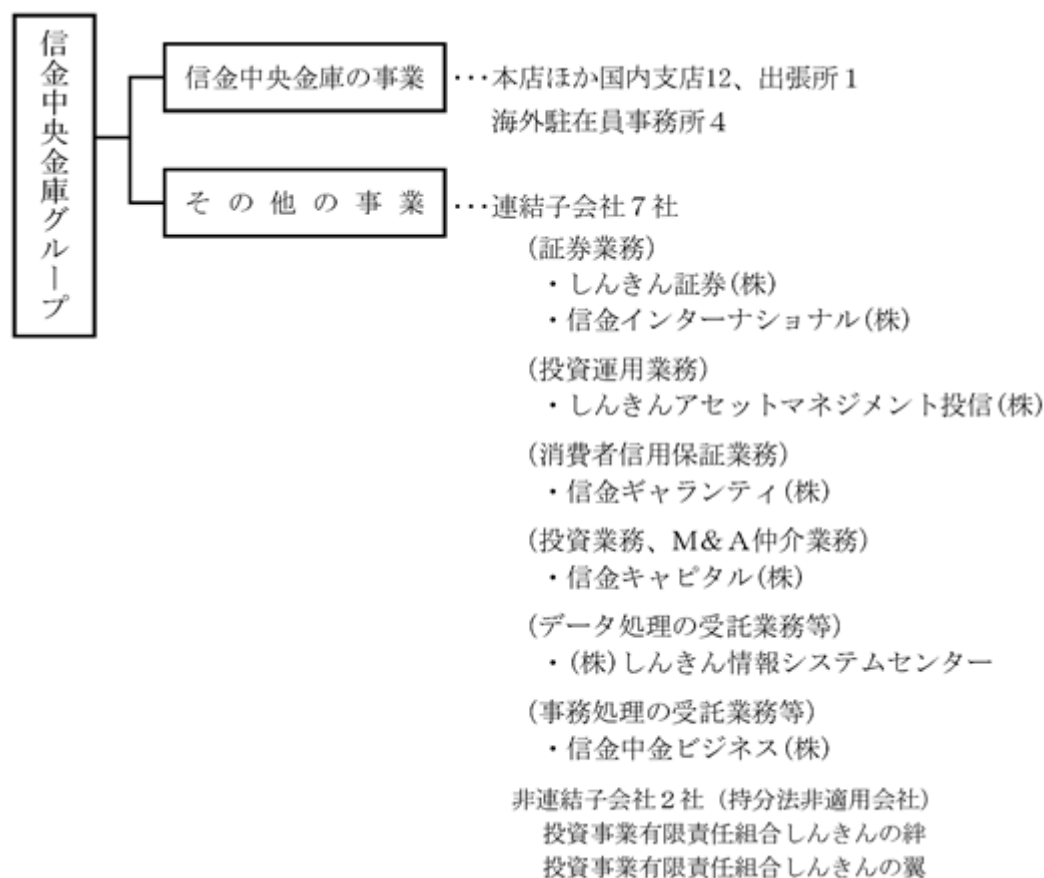 信金中央金庫グループ
信金中央金庫の事業 ･･･本店ほか国内支店12、出張所1
海外駐在員事務所4
その他の事業 ･･･連結子会社7社
(証券業務)
・しんきん証券(株)
・信金インターナショナル(株)
(投資運用業務)
・しんきんアセットマネジメント投信(株)
(消費者信用保証業務)
・信金ギャランティ(株)
(投資業務、M&A仲介業務)
・信金キャピタル(株)
(データ処理の受託業務等)
・(株)しんきん情報システムセンター
(事務処理の受託業務等)
・信金中金ビジネス(株)
非連結子会社2社（持分法非適用会社）
投資事業有限責任組合しんきんの絆
投資事業有限責任組合しんきんの翼